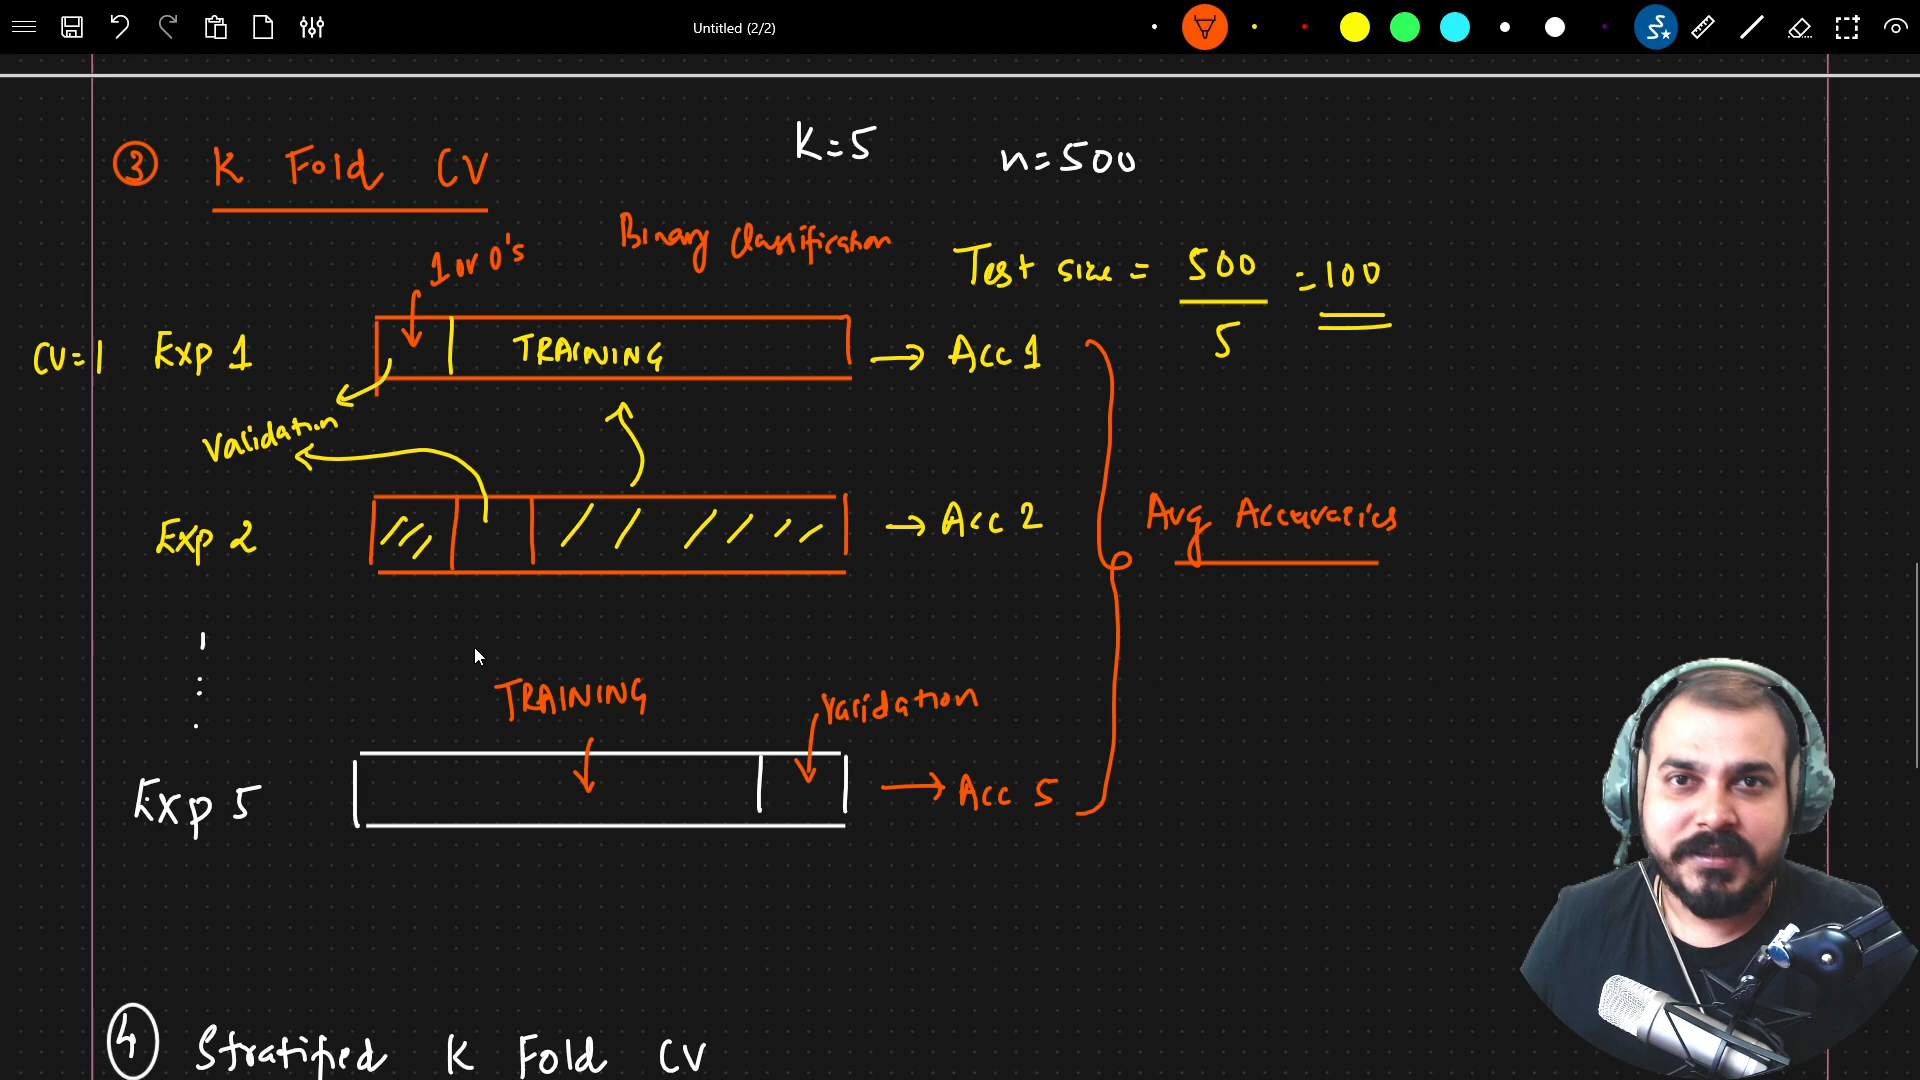 Untitled (2/2)
K=5
n=500
③ K Fold CV
1 or 0's
Binary Classification
Test size = 500/5 = 100
CV=1 Exp 1
TRAINING
→ Acc 1
Validation
Exp 2
→ Acc 2
Avg Accuracies
TRAINING
Validation
Exp 5
→ Acc 5
④ Stratified K Fold CV